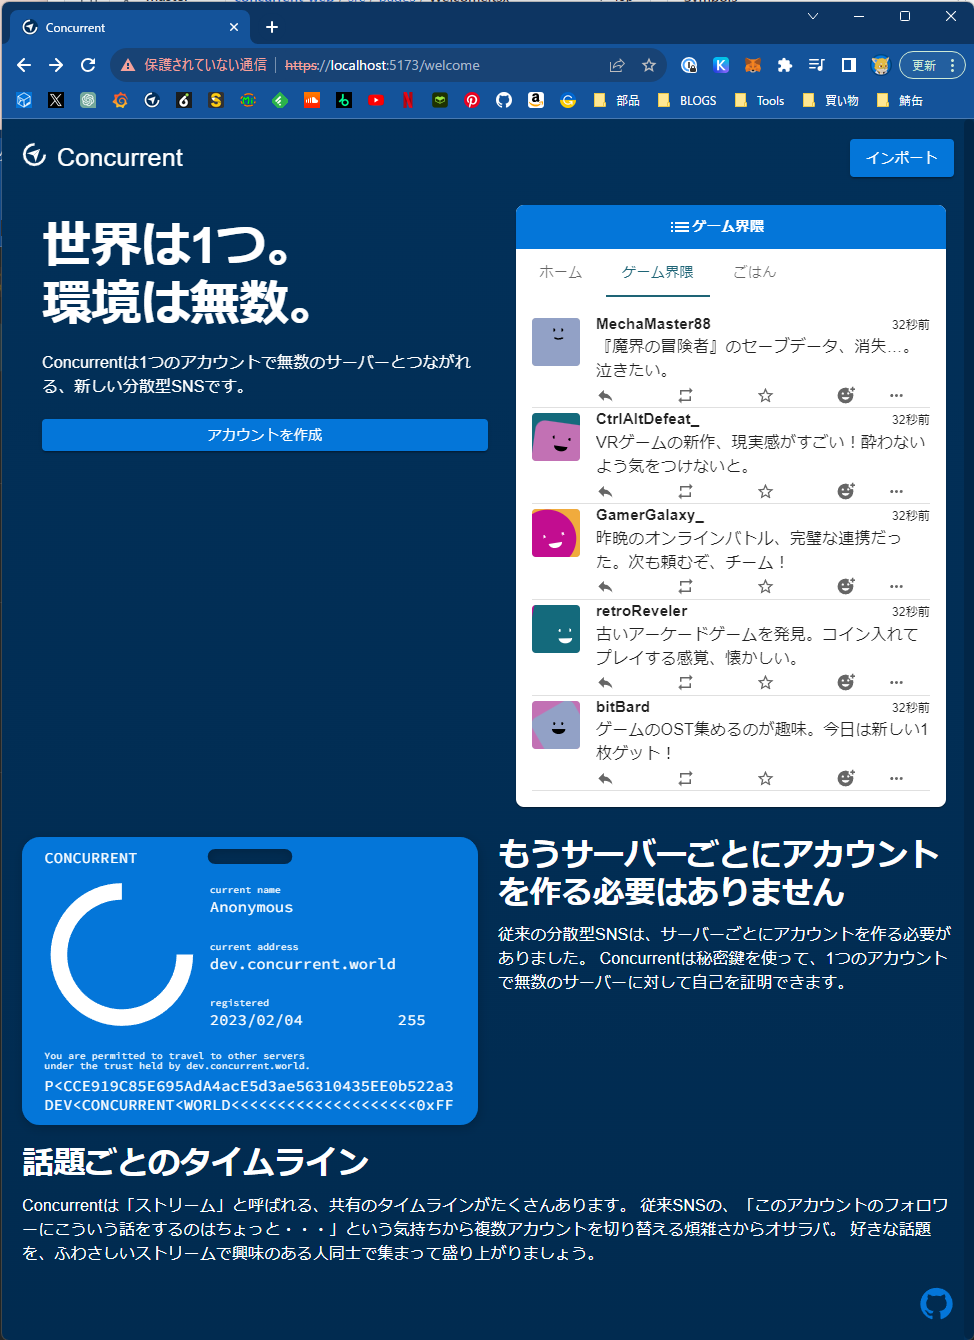 Concurrent
保護されていない通信
https://localhost:5173/welcome
更新
部品
BLOGS
Tools
買い物
鯖缶
Concurrent
インポート
世界は1つ。
環境は無数。
Concurrentは1つのアカウントで無数のサーバーとつながれ
る、新しい分散型SNSです。
アカウントを作成
ゲーム界隈
ホーム
ゲーム界隈
ごはん
MechaMaster88
32秒前
『魔界の冒険者』のセーブデータ、消失...。
泣きたい。
CtrlAltDefeat_
32秒前
VRゲームの新作、現実感がすごい！酔わない
よう気をつけないと。
GamerGalaxy_
32秒前
昨晩のオンラインバトル、完璧な連携だっ
た。次も頼むぞ、チーム！
retroReveler
32秒前
古いアーケードゲームを発見。コイン入れて
プレイする感覚、懐かしい。
bitBard
32秒前
ゲームのOST集めるのが趣味。今日は新しい1
枚ゲット！
CONCURRENT
current name
Anonymous
current address
dev.concurrent.world
registered
2023/02/04
255
You are permitted to travel to other servers
under the trust held by dev.concurrent.world.
P<CCE919C85E695AdA4acE5d3ae56310435EE0b522a3
DEV<CONCURRENT<WORLD<<<<<<<<<<<<<<<<<<<<0xFF
もうサーバーごとにアカウント
を作る必要はありません
従来の分散型SNSは、サーバーごとにアカウントを作る必要が
ありました。 Concurrentは秘密鍵を使って、1つのアカウント
で無数のサーバーに対して自己を証明できます。
話題ごとのタイムライン
Concurrentは「ストリーム」と呼ばれる、共有のタイムラインがたくさんあります。 従来SNSの、「このアカウントのフォロワ
ーにこういう話をするのはちょっと・・・」という気持ちから複数アカウントを切り替える煩雑さからオサラバ。 好きな話題
を、ふわさしいストリームで興味のある人同士で集まって盛り上がりましょう。